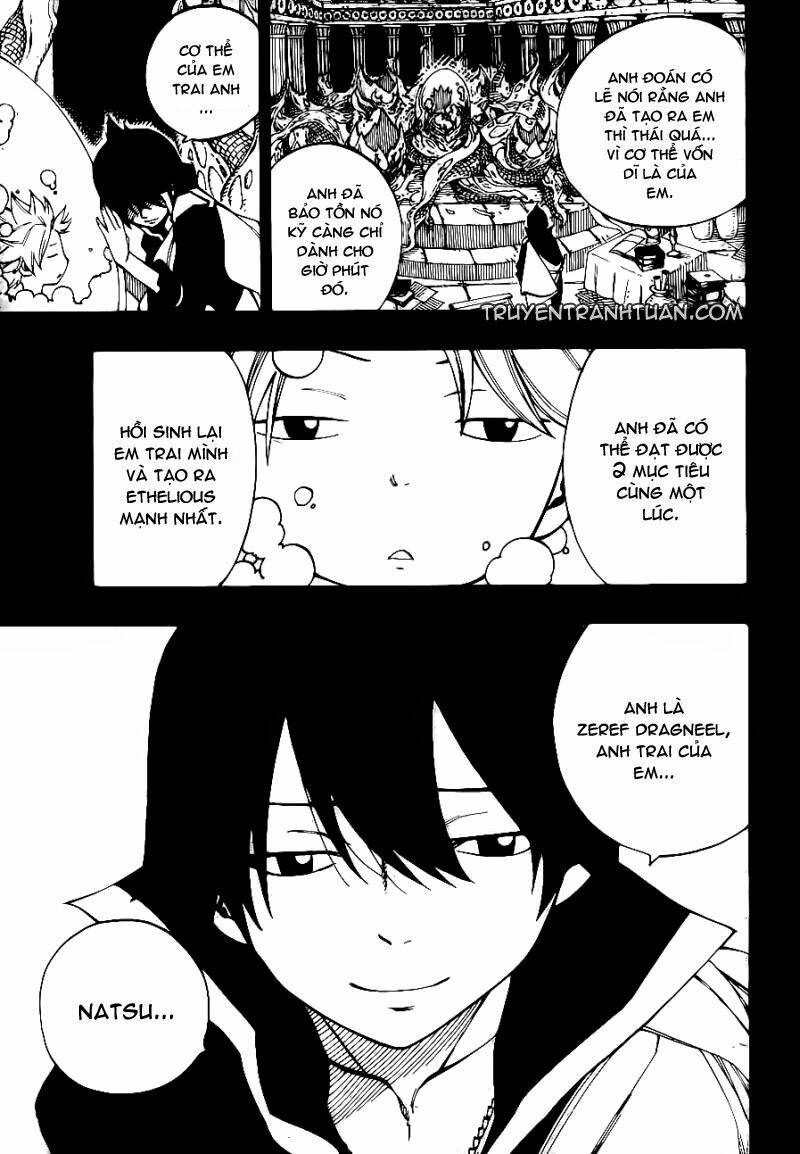 ANH ĐOÁN CÓ
LẼ NÓI RẰNG ANH
ĐÃ TẠO RA EM
THÌ THÁI QUÁ...
VÌ CƠ THỂ VỐN
DĨ LÀ CỦA
EM.
ANH ĐÃ
BẢO TỒN NÓ
KỸ CÀNG CHỈ
DÀNH CHO
GIỜ PHÚT
ĐÓ.
CƠ THỂ
CỦA EM
TRAI ANH
...
TRUYENTRANHTUAN.COM
ANH ĐÃ CÓ
THỂ ĐẠT ĐƯỢC
2 MỤC TIÊU
CÙNG MỘT
LÚC.
HỒI SINH LẠI
EM TRAI MÌNH
VÀ TẠO RA
ETHELIOUS
MẠNH NHẤT.
ANH LÀ
ZEREF DRAGNEEL,
ANH TRAI CỦA
EM...
NATSU...